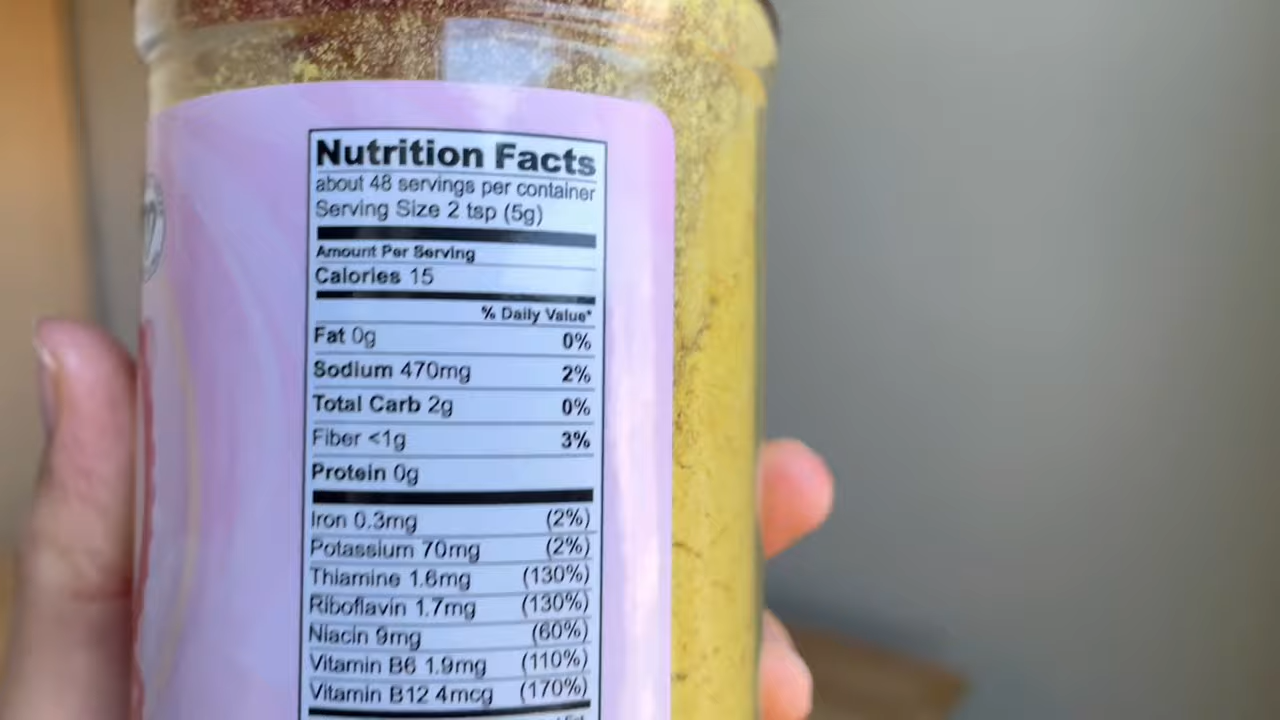 Nutrition Facts
about 48 servings per container
Serving Size 2 tsp (5g)
Amount Per Serving
Calories 15
% Daily Value*
Fat 0g 0%
Sodium 470mg 2%
Total Carb 2g 0%
Fiber <1g 3%
Protein 0g
Iron 0.3mg (2%)
Potassium 70mg (2%)
Thiamine 1.6mg (130%)
Riboflavin 1.7mg (130%)
Niacin 9mg (60%)
Vitamin B6 1.9mg (110%)
Vitamin B12 4mcg (170%)